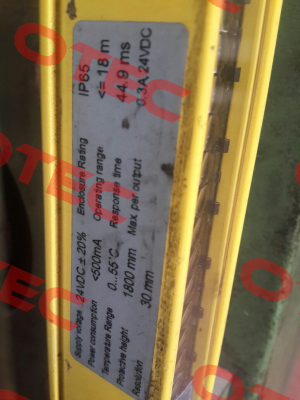 Supply voltage 24VDC ± 20% Enclosure Rating IP65
Power consumption <500mA Operating range <= 18 m
Temperature Range 0...55°C Response time 44.9 ms
Protective height 1800 mm Max. per output 0.3A 24VDC
Resolution 30 mm
OTEC
OTEC
OTEC